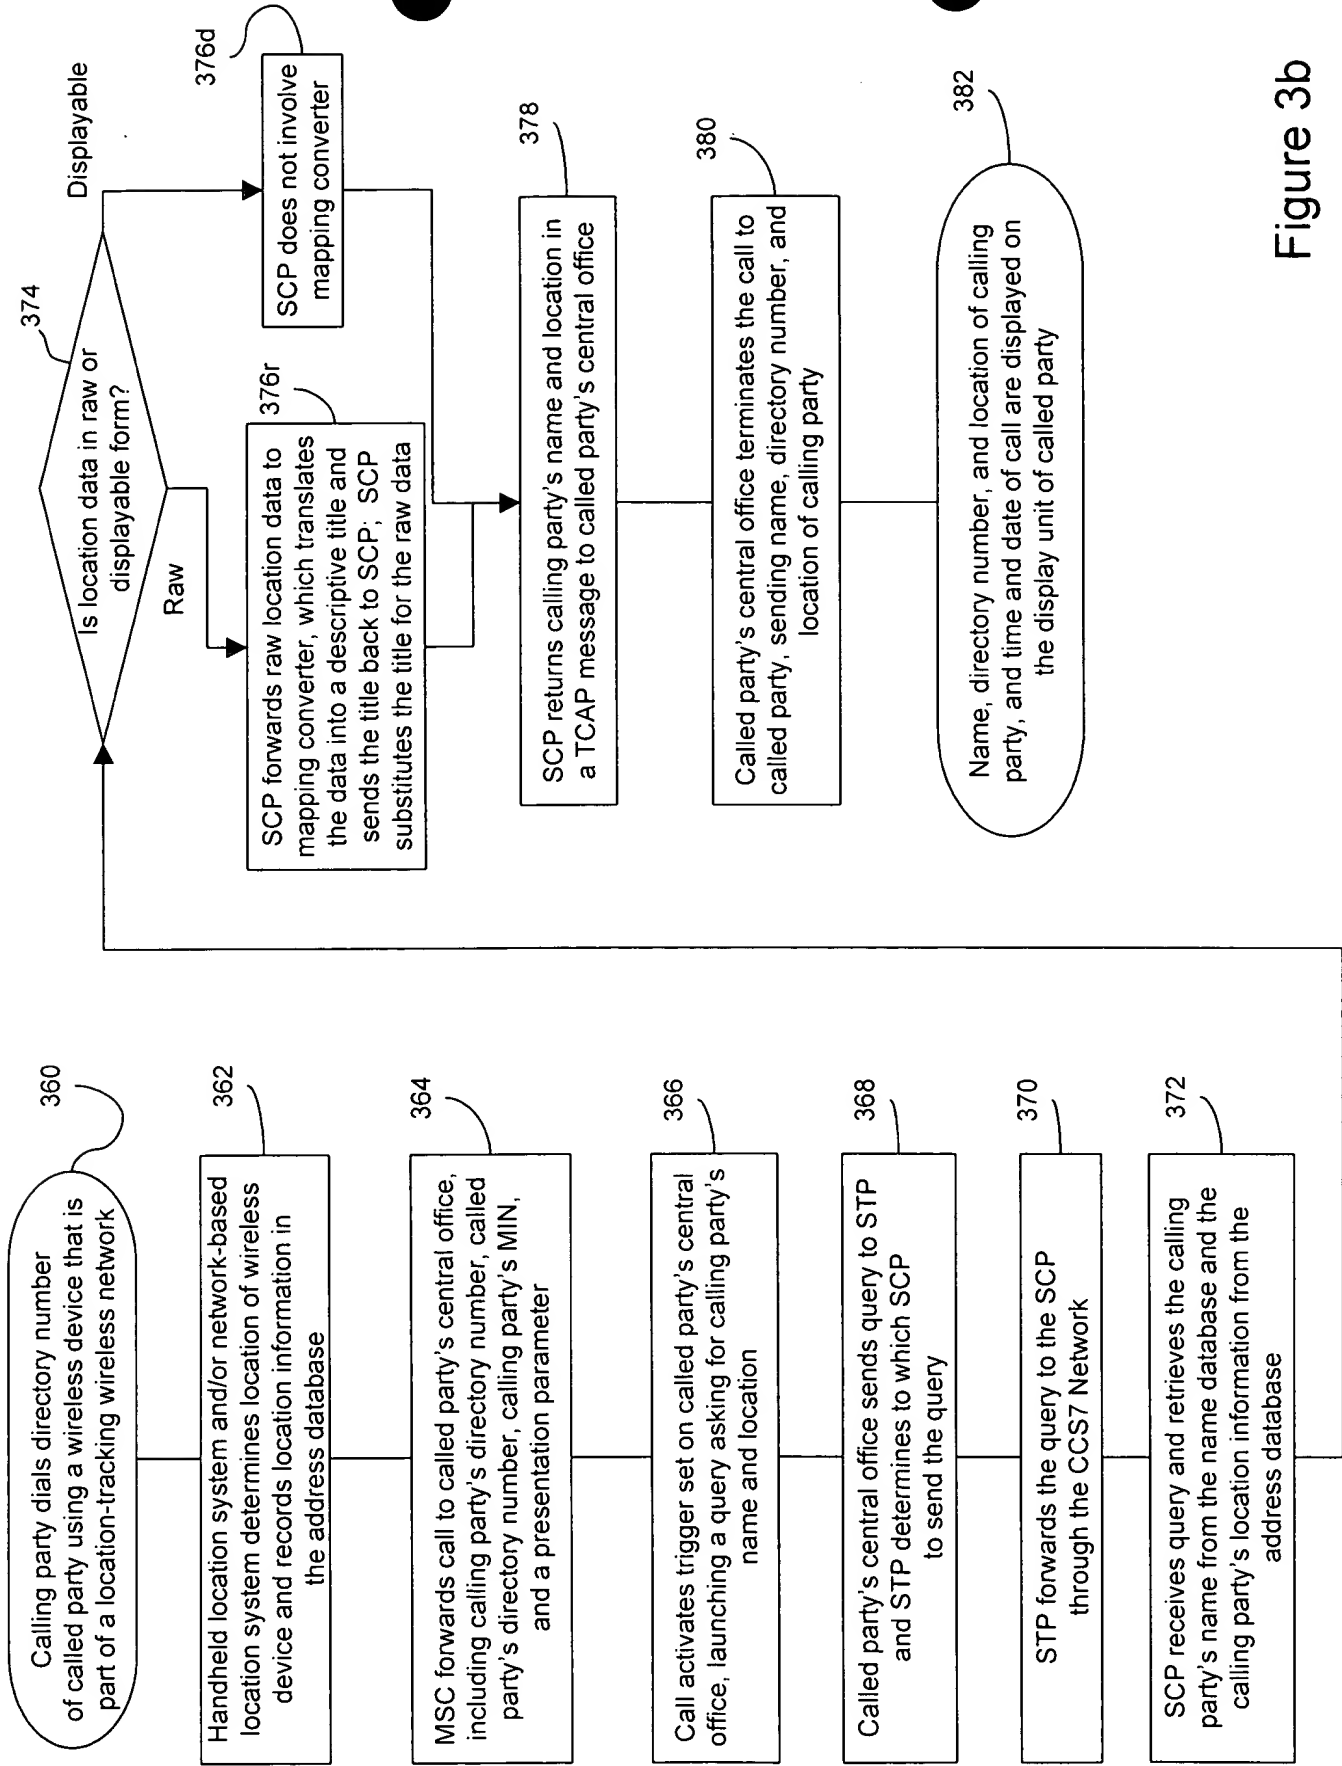 360
Calling party dials directory number
of called party using a wireless device that is
part of a location-tracking wireless network
362
Handheld location system and/or network-based
location system determines location of wireless
device and records location information in
the address database
364
MSC forwards call to called party's central office,
including calling party's directory number, called
party's directory number, calling party's MIN,
and a presentation parameter
366
Call activates trigger set on called party's central
office, launching a query asking for calling party's
name and location
368
Called party's central office sends query to STP
and STP determines to which SCP
to send the query
370
STP forwards the query to the SCP
through the CCS7 Network
372
SCP receives query and retrieves the calling
party's name from the name database and the
calling party's location information from the
address database
374
Is location data in raw or
displayable form?
Raw
Displayable
376r
SCP forwards raw location data to
mapping converter, which translates
the data into a descriptive title and
sends the title back to SCP; SCP
substitutes the title for the raw data
376d
SCP does not involve
mapping converter
378
SCP returns calling party's name and location in
a TCAP message to called party's central office
380
Called party's central office terminates the call to
called party, sending name, directory number, and
location of calling party
382
Name, directory number, and location of calling
party, and time and date of call are displayed on
the display unit of called party
Figure 3b